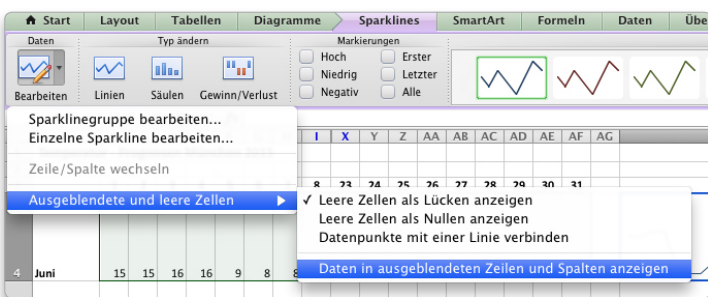 Start Layout Tabellen Diagramme Sparklines SmartArt Formeln Daten Übe
Daten Typ ändern Markierungen
Hoch Erster
Niedrig Letzter
Negativ Alle
Bearbeiten Linien Säulen Gewinn/Verlust
Sparklinegruppe bearbeiten...
Einzelne Sparkline bearbeiten...
Zeile/Spalte wechseln
Ausgeblendete und leere Zellen
I X Y Z AA AB AC AD AE AF AG
8 23 24 25 26 27 28 29 30 31
✓ Leere Zellen als Lücken anzeigen
Leere Zellen als Nullen anzeigen
Datenpunkte mit einer Linie verbinden
Daten in ausgeblendeten Zeilen und Spalten anzeigen
4 Juni 15 15 16 16 9 8 8